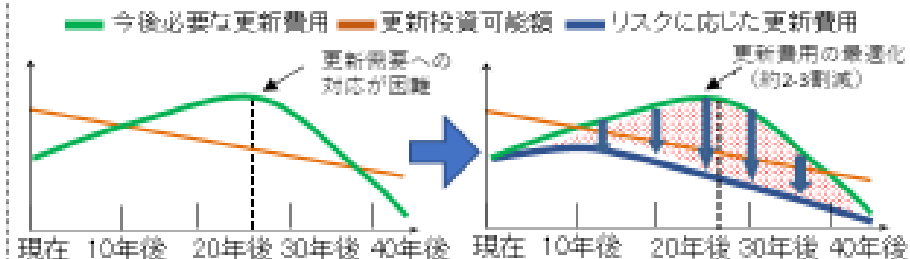 今後必要な更新費用 更新投資可能額 リスクに応じた更新費用
更新需要への
対応が困難
更新費用の最適化
(約2-3割減)
現在 10年後 20年後 30年後 40年後
現在 10年後 20年後 30年後 40年後